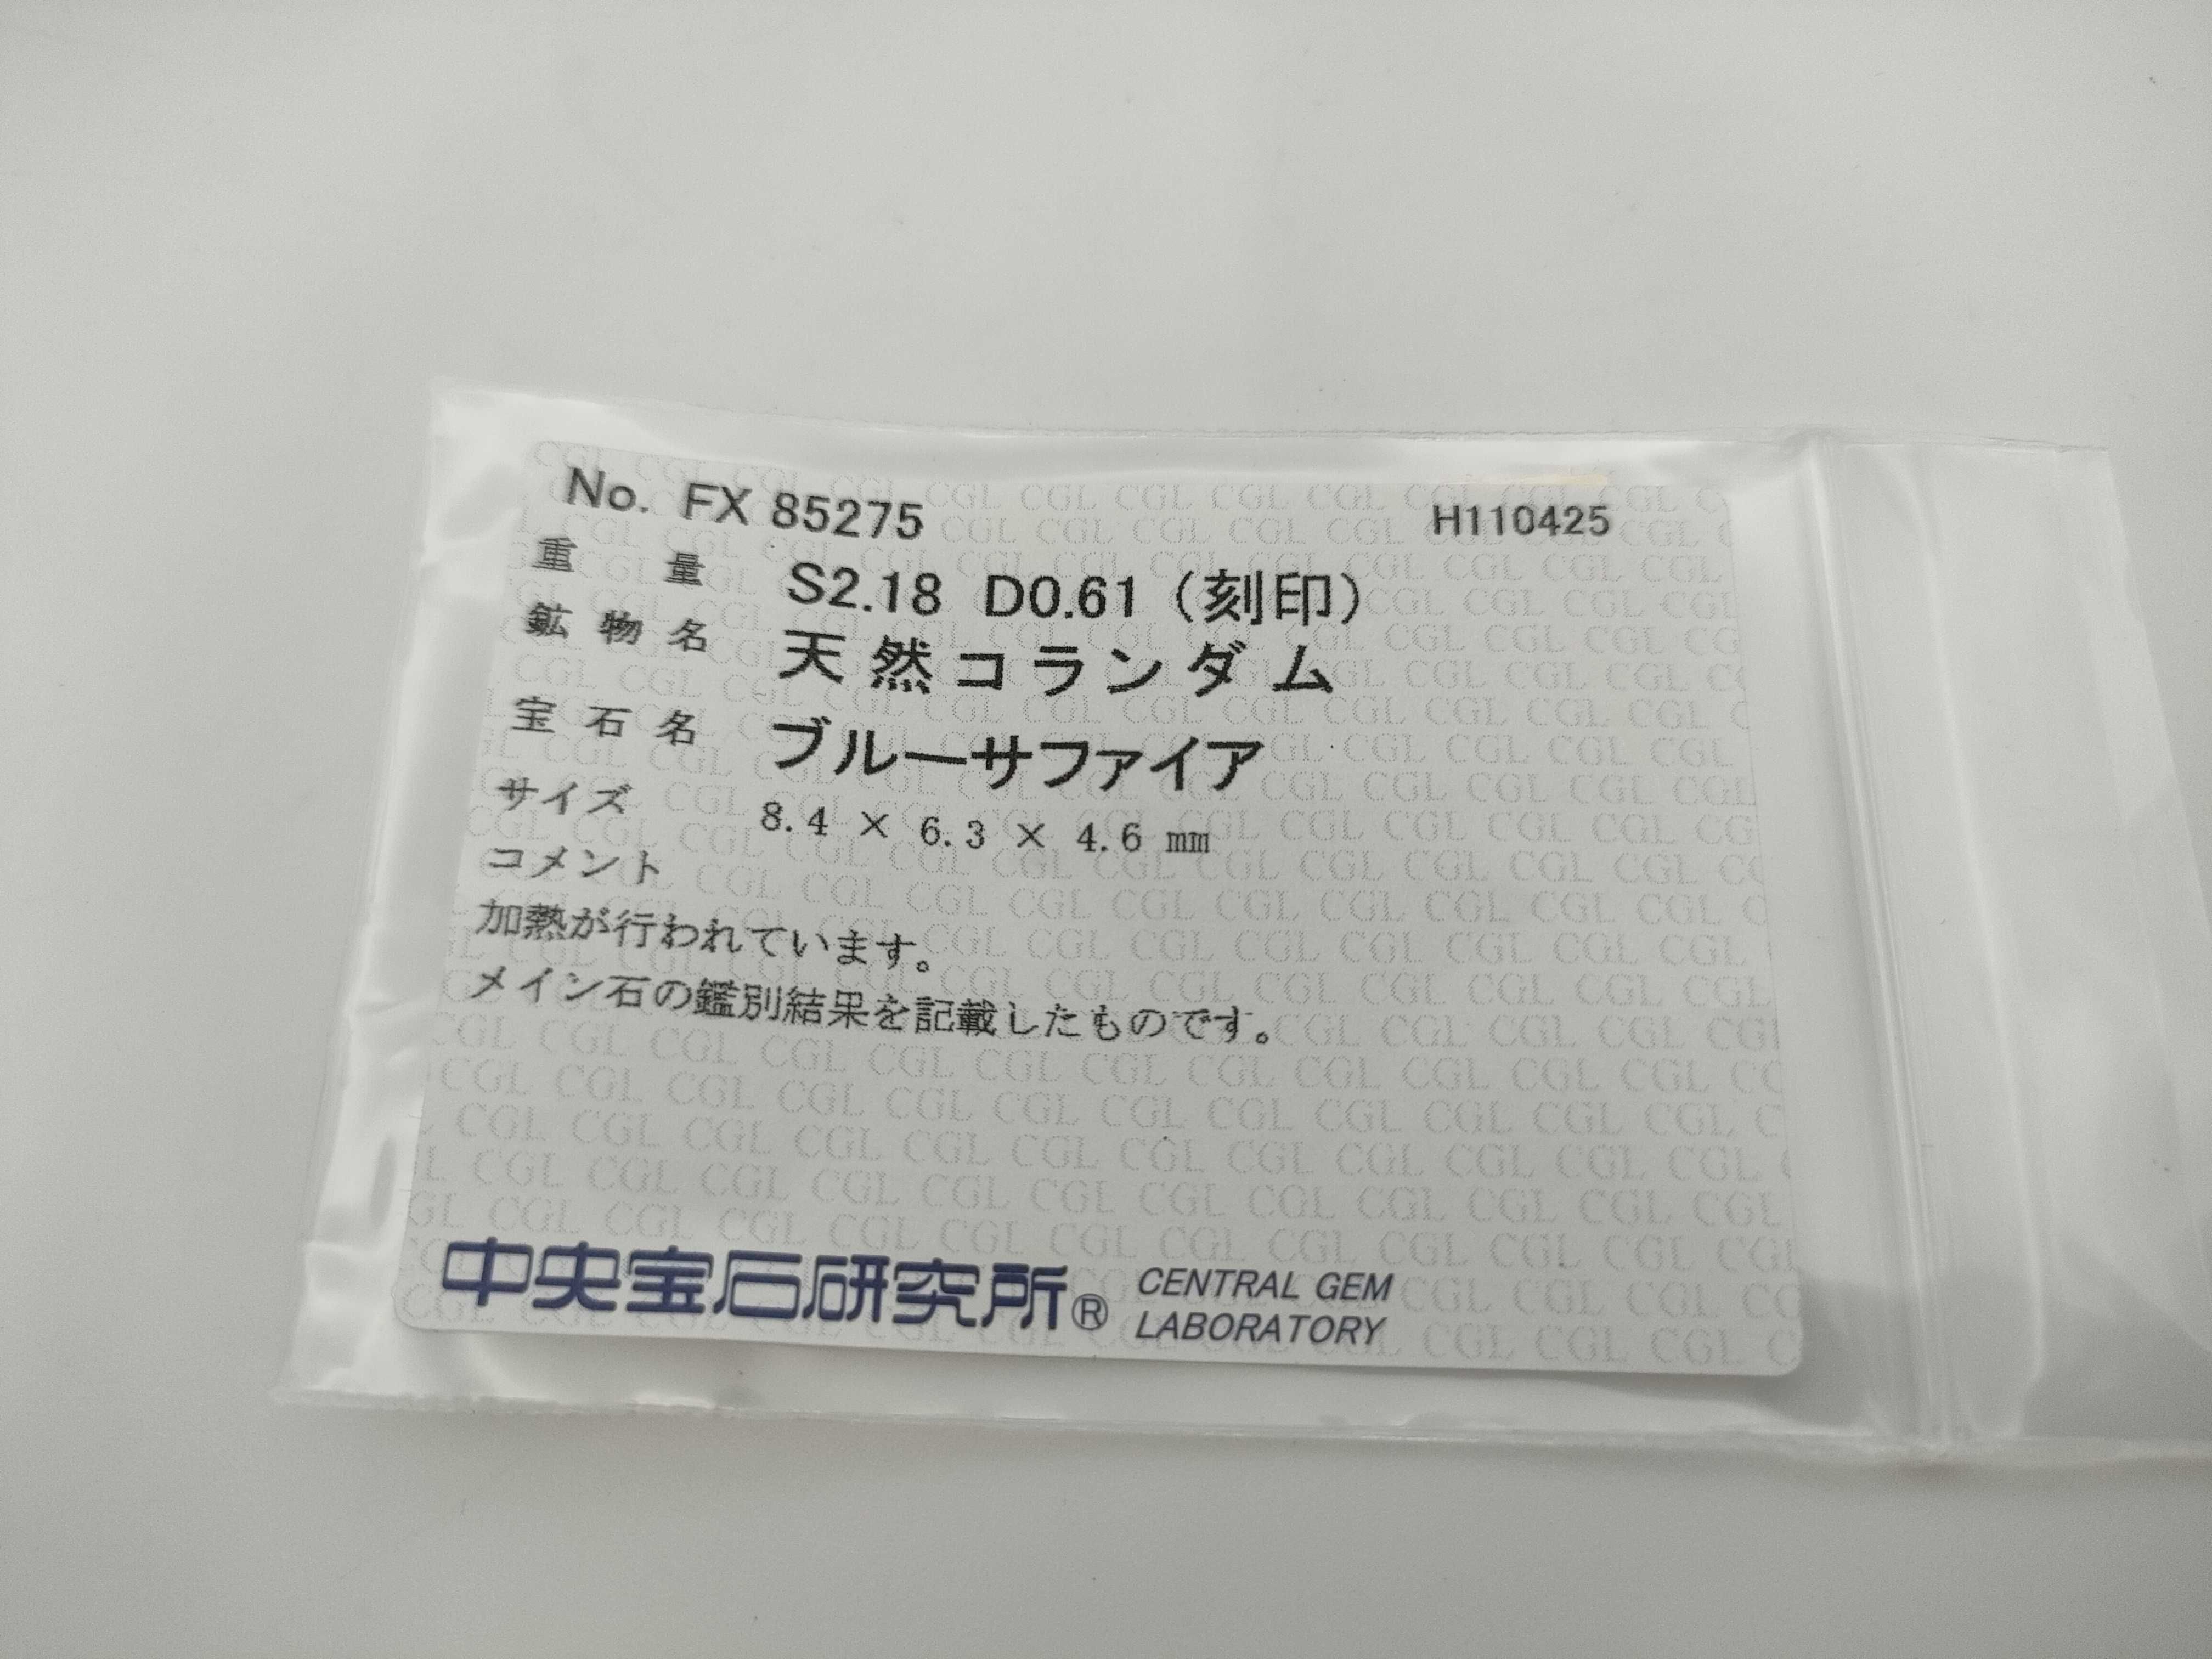 No. FX 85275 H110425
重量 S2.18 D0.61 (刻印)
鉱物名 天然コランダム
宝石名 ブルーサファイア
サイズ 8.4 × 6.3 × 4.6 mm
コメント
加熱が行われています。
メイン石の鑑別結果を記載したものです。
中央宝石研究所® CENTRAL GEM
LABORATORY